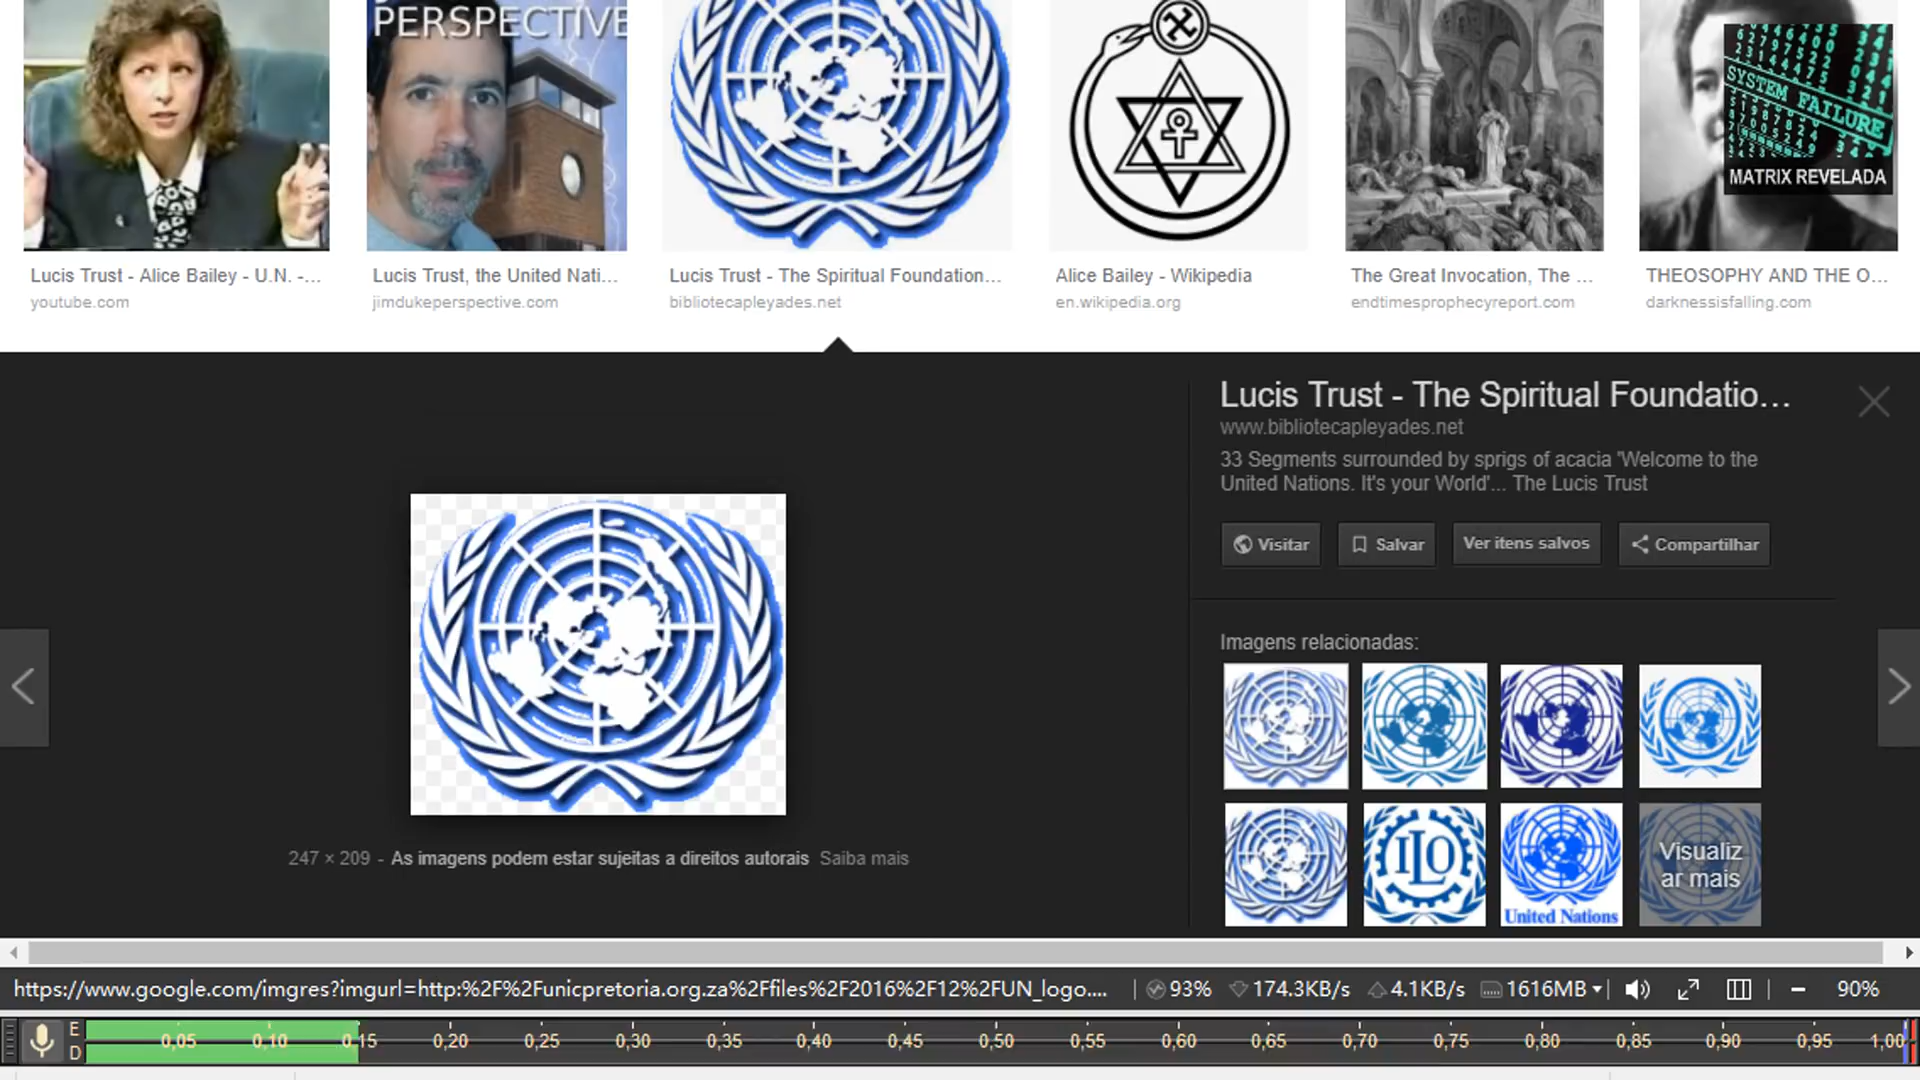 PERSPECTIVE
SYSTEM FAILURE
MATRIX REVELADA
Lucis Trust - Alice Bailey - U.N. -...
youtube.com
Lucis Trust, the United Nati...
jimdukeperspective.com
Lucis Trust - The Spiritual Foundation...
bibliotecapleyades.net
Alice Bailey - Wikipedia
en.wikipedia.org
The Great Invocation, The ...
endtimesprophecyreport.com
THEOSOPHY AND THE O...
darknessisfalling.com
Lucis Trust - The Spiritual Foundatio...
www.bibliotecapleyades.net
33 Segments surrounded by sprigs of acacia 'Welcome to the
United Nations. It's your World'... The Lucis Trust
Visitar
Salvar
Ver itens salvos
Compartilhar
Imagens relacionadas:
ILO
United Nations
Visualiz
ar mais
247 × 209 - As imagens podem estar sujeitas a direitos autorais Saiba mais
https://www.google.com/imgres?imgurl=http:%2F%2Funicpretoria.org.za%2Ffiles%2F2016%2F12%2FUN_logo....
93% 174.3KB/s 4.1KB/s 1616MB 90%
E
D
0,05 0,10 0,15 0,20 0,25 0,30 0,35 0,40 0,45 0,50 0,55 0,60 0,65 0,70 0,75 0,80 0,85 0,90 0,95 1,00